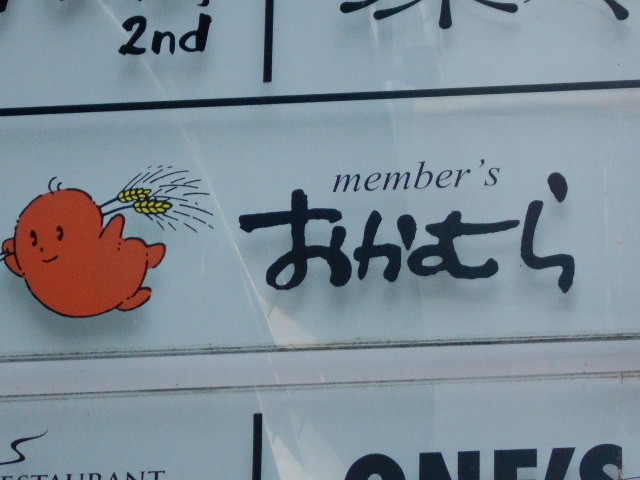 2nd
member's
おかむら
RESTAURANT
ONE'S